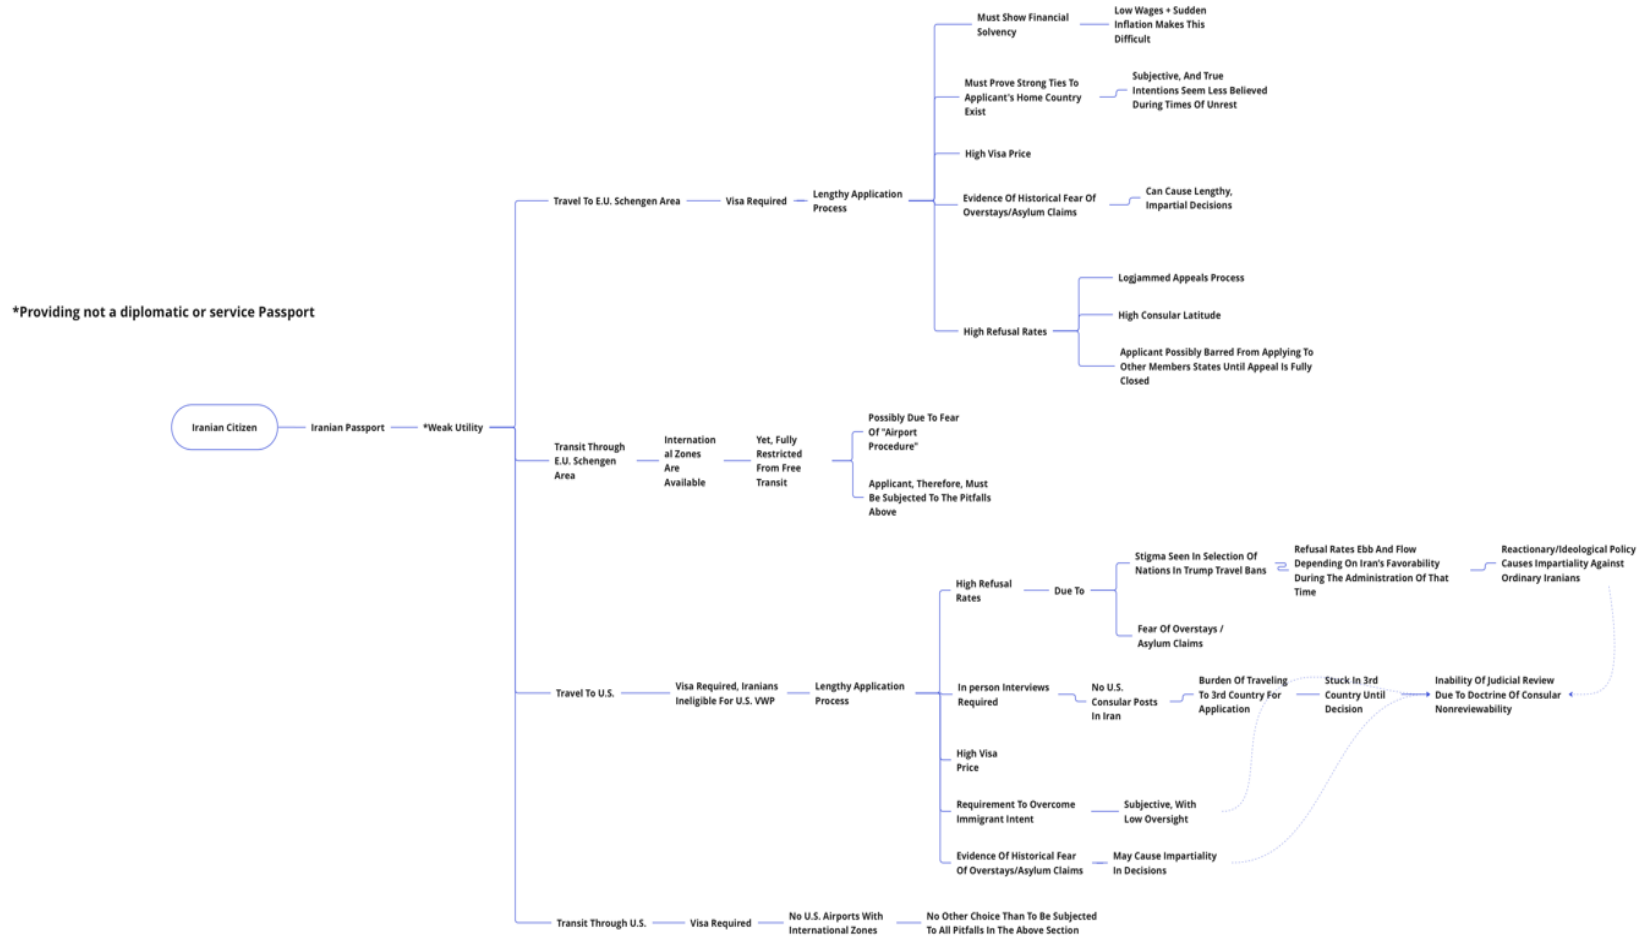 Must Show Financial
Solvency
Low Wages + Sudden
Inflation Makes This
Difficult
Must Prove Strong Ties To
Applicant's Home Country
Exist
Subjective, And True
Intentions Seem Less Believed
During Times Of Unrest
High Visa Price
Travel To E.U. Schengen Area
Visa Required
Lengthy Application
Process
Evidence Of Historical Fear Of
Overstays/Asylum Claims
Can Cause Lengthy,
Impartial Decisions
Logjammed Appeals Process
*Providing not a diplomatic or service Passport
High Refusal Rates
High Consular Latitude
Applicant Possibly Barred From Applying To
Other Members States Until Appeal Is Fully
Closed
Iranian Citizen
Iranian Passport
*Weak Utility
Transit Through
E.U. Schengen
Area
Internation
al Zones
Are
Available
Yet, Fully
Restricted
From Free
Transit
Possibly Due To Fear
Of "Airport
Procedure"
Applicant, Therefore, Must
Be Subjected To The Pitfalls
Above
High Refusal
Rates
Due To
Stigma Seen In Selection Of
Nations In Trump Travel Bans
Refusal Rates Ebb And Flow
Depending On Iran's Favorability
During The Administration Of That
Time
Reactionary/Ideological Policy
Causes Impartiality Against
Ordinary Iranians
Fear Of Overstays /
Asylum Claims
Travel To U.S.
Visa Required, Iranians
Ineligible For U.S. VWP
Lengthy Application
Process
In person Interviews
Required
No U.S.
Consular Posts
In Iran
Burden Of Traveling
To 3rd Country For
Application
Stuck In 3rd
Country Until
Decision
Inability Of Judicial Review
Due To Doctrine Of Consular
Nonreviewability
High Visa
Price
Requirement To Overcome
Immigrant Intent
Subjective, With
Low Oversight
Evidence Of Historical Fear
Of Overstays/Asylum Claims
May Cause Impartiality
In Decisions
Transit Through U.S.
Visa Required
No U.S. Airports With
International Zones
No Other Choice Than To Be Subjected
To All Pitfalls In The Above Section